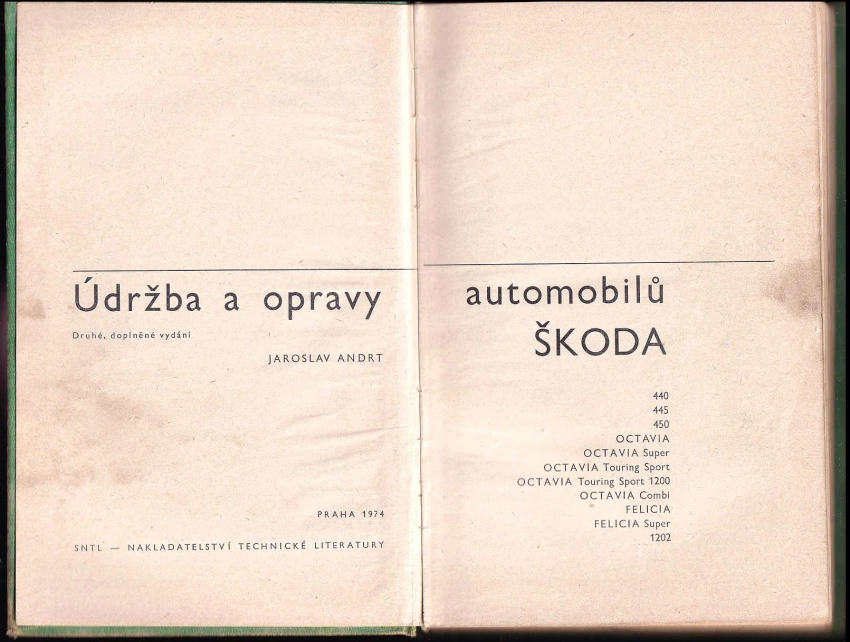 Údržba a opravy
Druhé, doplněné vydání
JAROSLAV ANDRT
PRAHA 1974
SNTL — NAKLADATELSTVÍ TECHNICKÉ LITERATURY
automobilů
ŠKODA
440
445
450
OCTAVIA
OCTAVIA Super
OCTAVIA Touring Sport
OCTAVIA Touring Sport 1200
OCTAVIA Combi
FELICIA
FELICIA Super
1202